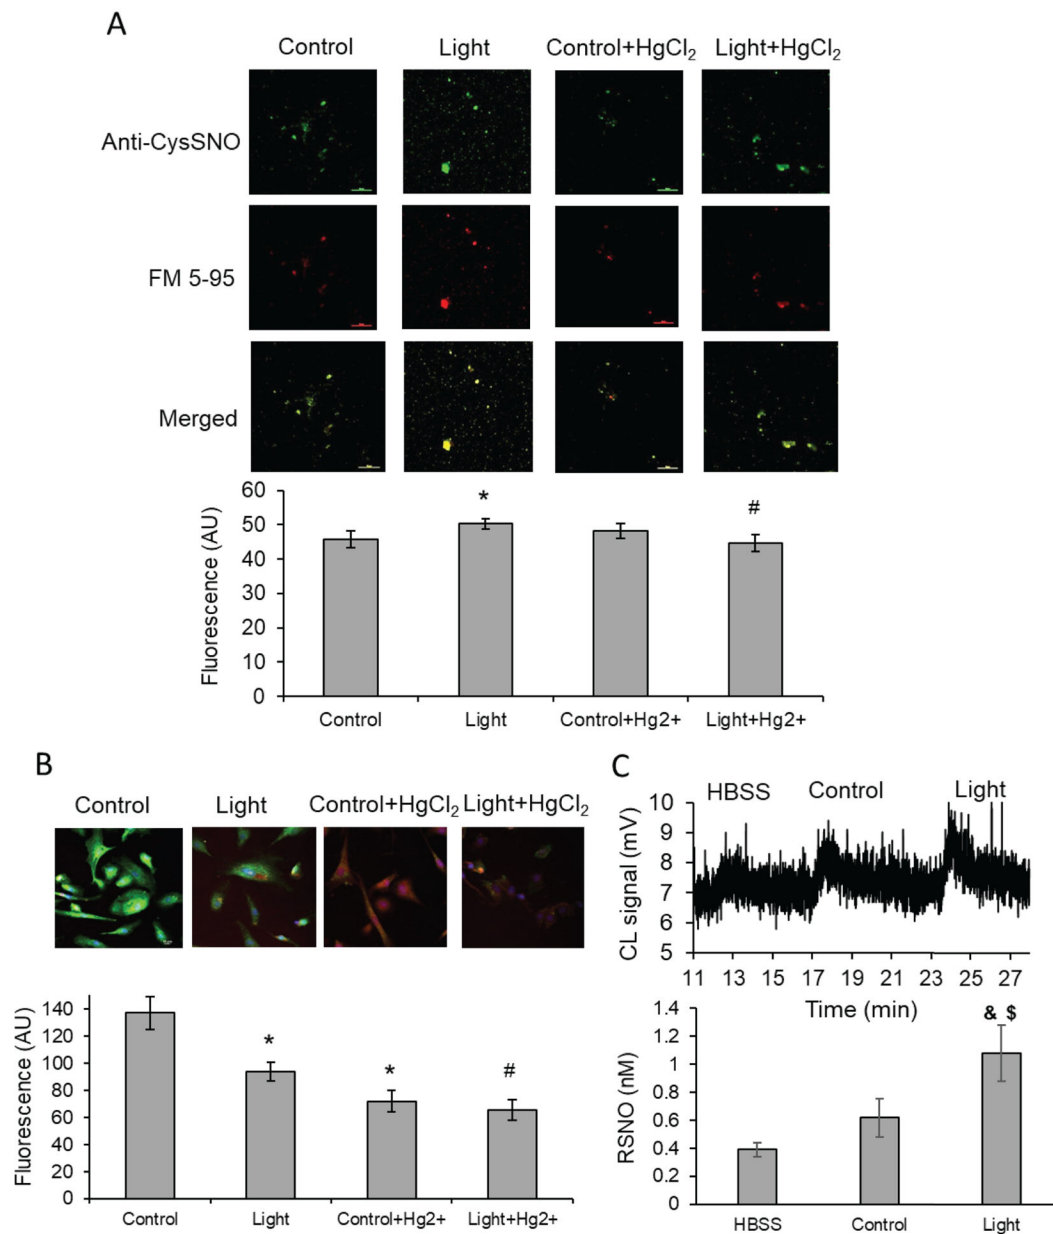 A
Control Light Control+HgCl₂ Light+HgCl₂
Anti-CysSNO
FM 5-95
Merged
Fluorescence (AU)
60
50
40
30
20
10
0
*
#
Control Light Control+Hg2+ Light+Hg2+
B
Control Light Control+HgCl₂ Light+HgCl₂
Fluorescence (AU)
140
120
100
80
60
40
20
0
*
*
#
Control Light Control+Hg2+ Light+Hg2+
C
HBSS Control Light
CL signal (mV)
10
9
8
7
6
5
11 13 15 17 19 21 23 25 27
Time (min)
RSNO (nM)
1.4
1.2
1
0.8
0.6
0.4
0.2
0
& $
HBSS Control Light